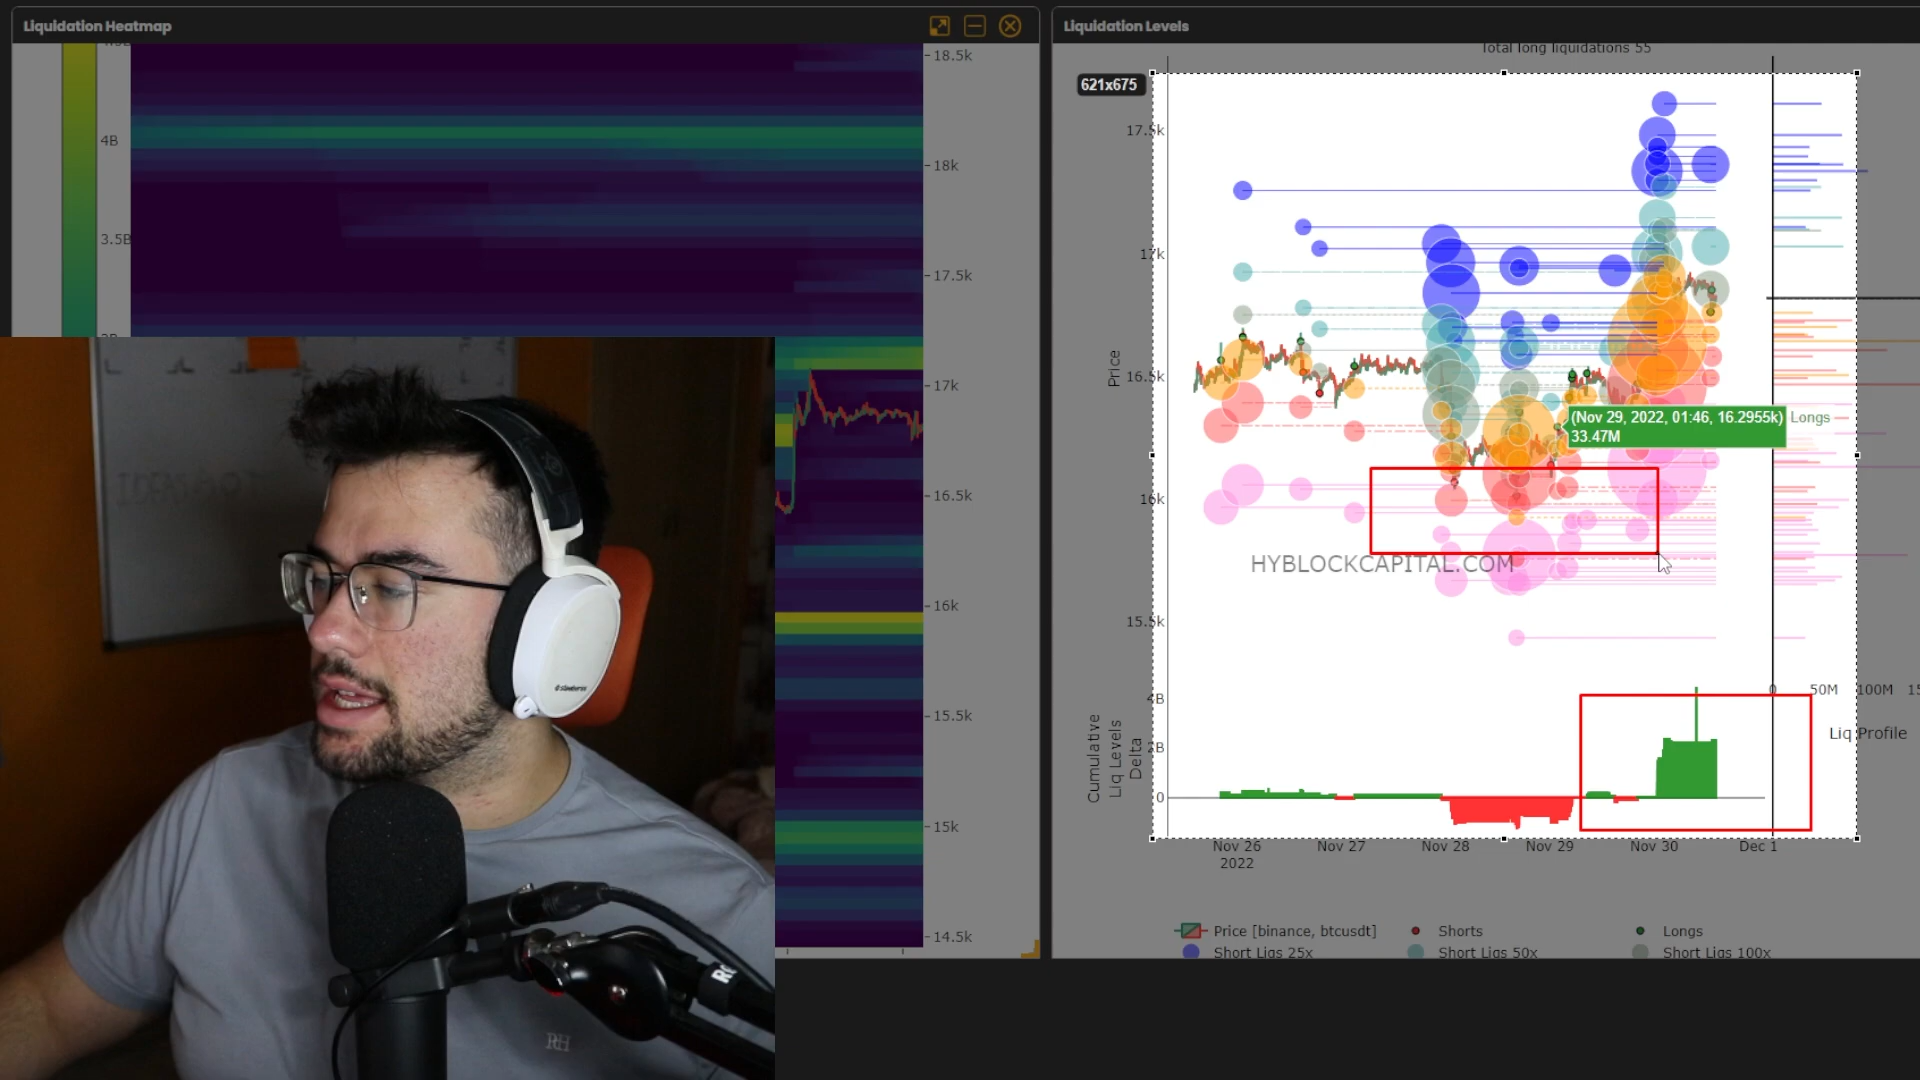 Liquidation Heatmap
4B
3.5B
18.5k
18k
17.5k
17k
16.5k
16k
15.5k
15k
14.5k
Liquidation Levels
Total long liquidations 55
621x675
17.5k
17k
16.5k
16k
15.5k
Price
(Nov 29, 2022, 01:46, 16.2955k)
33.47M
Longs
HYBLOCKCAPITAL.COM
0
50M
100M
15
Liq Profile
Cumulative
Liq Levels
Delta
0
Nov 26
2022
Nov 27
Nov 28
Nov 29
Nov 30
Dec 1
Price [binance, btcusdt]
Shorts
Longs
Short Liqs 25x
Short Liqs 50x
Short Liqs 100x
steelseries
RH